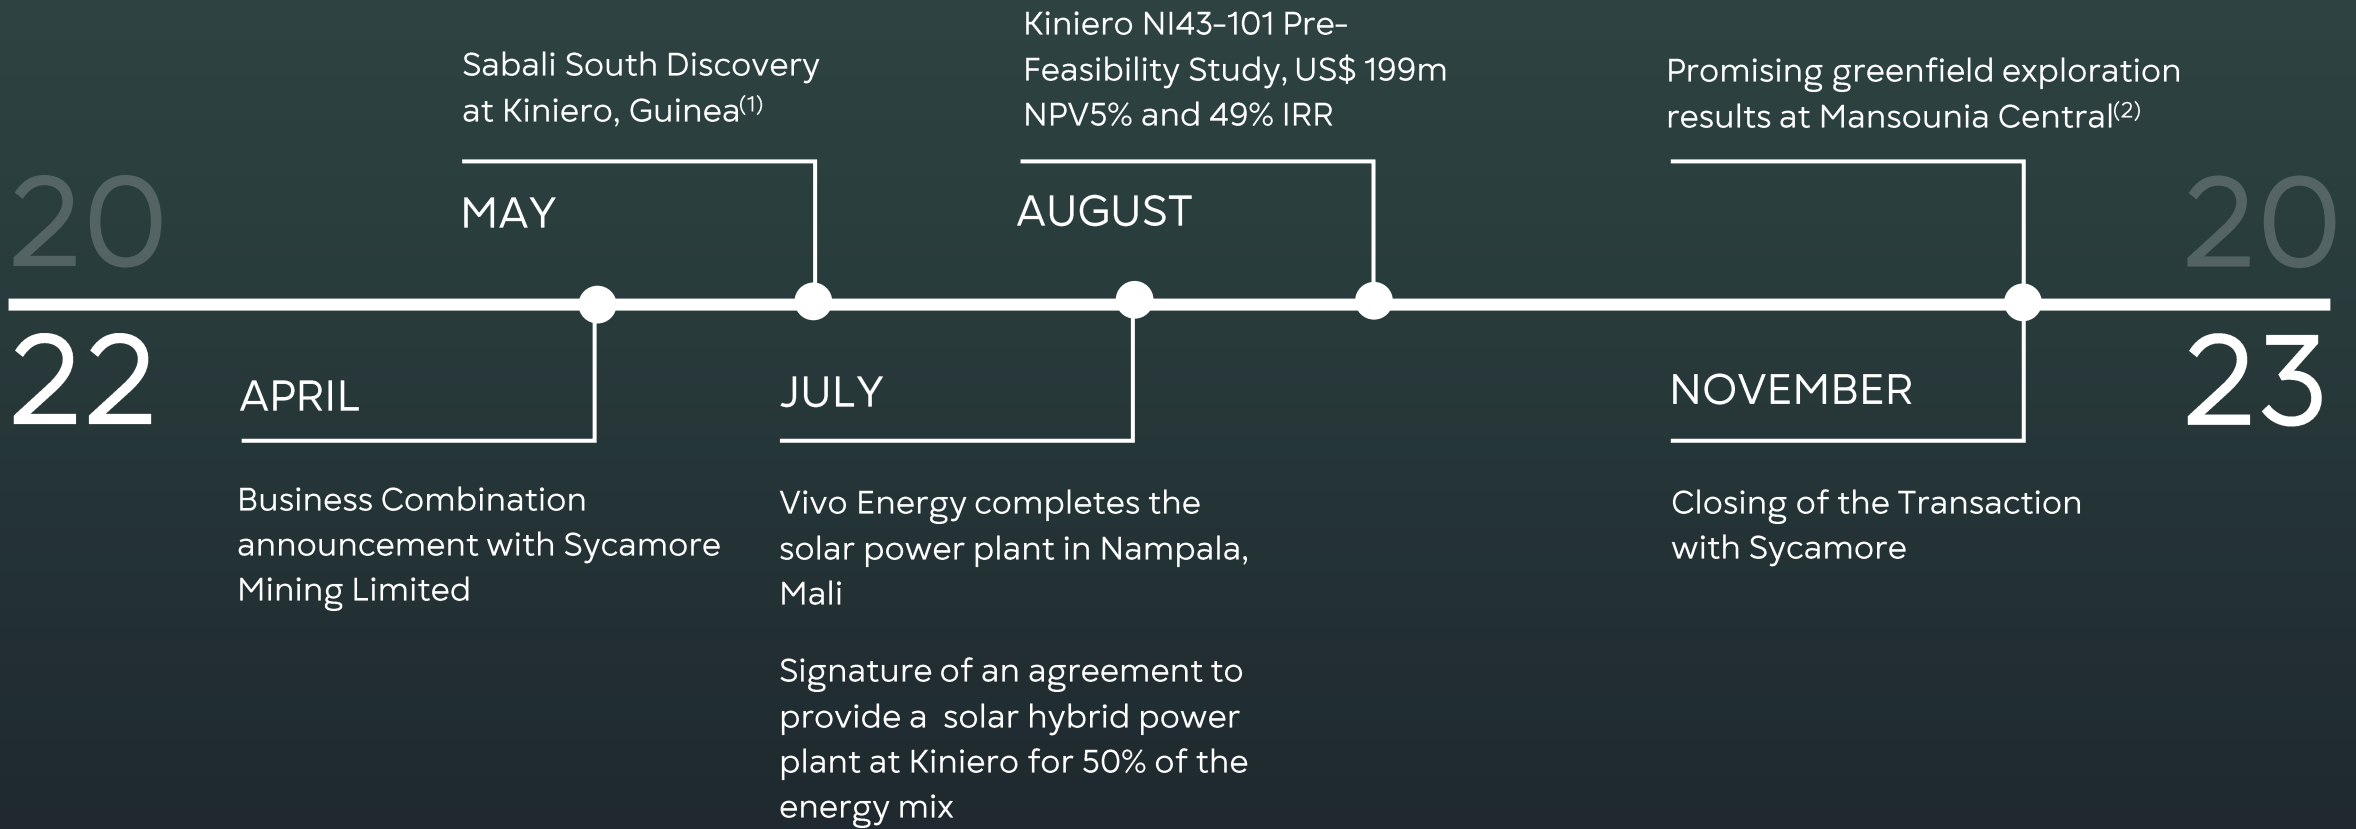 20
22
APRIL
Business Combination
announcement with Sycamore
Mining Limited
Sabali South Discovery
at Kiniero, Guinea(1)
MAY
JULY
Vivo Energy completes the
solar power plant in Nampala,
Mali
Signature of an agreement to
provide a  solar hybrid power
plant at Kiniero for 50% of the
energy mix
Kiniero NI43-101 Pre-
Feasibility Study, US$ 199m
NPV5% and 49% IRR
AUGUST
Promising greenfield exploration
results at Mansounia Central(2)
NOVEMBER
Closing of the Transaction
with Sycamore
20
23